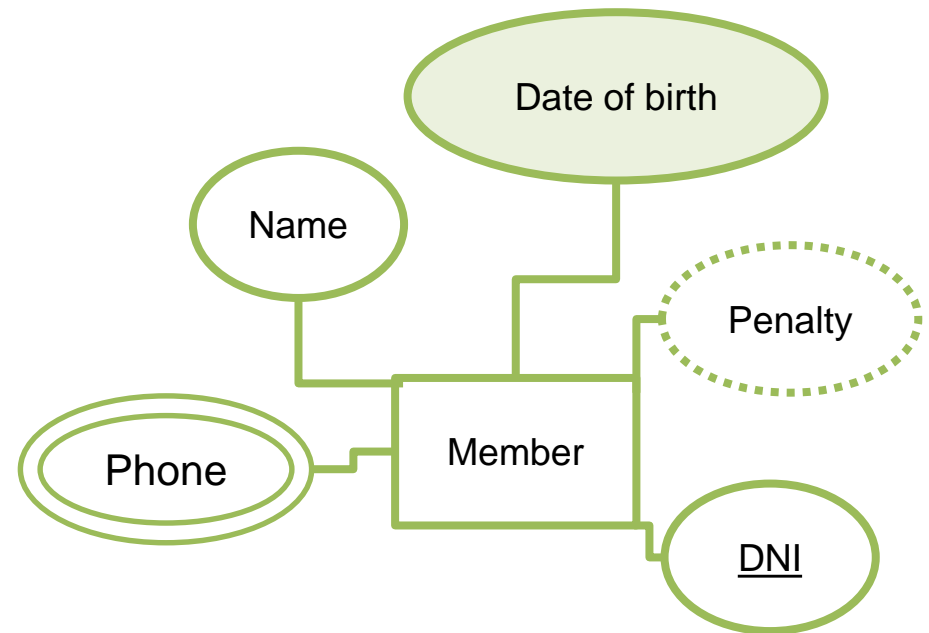 Date of birth
Name
Penalty
Member
Phone
DNI